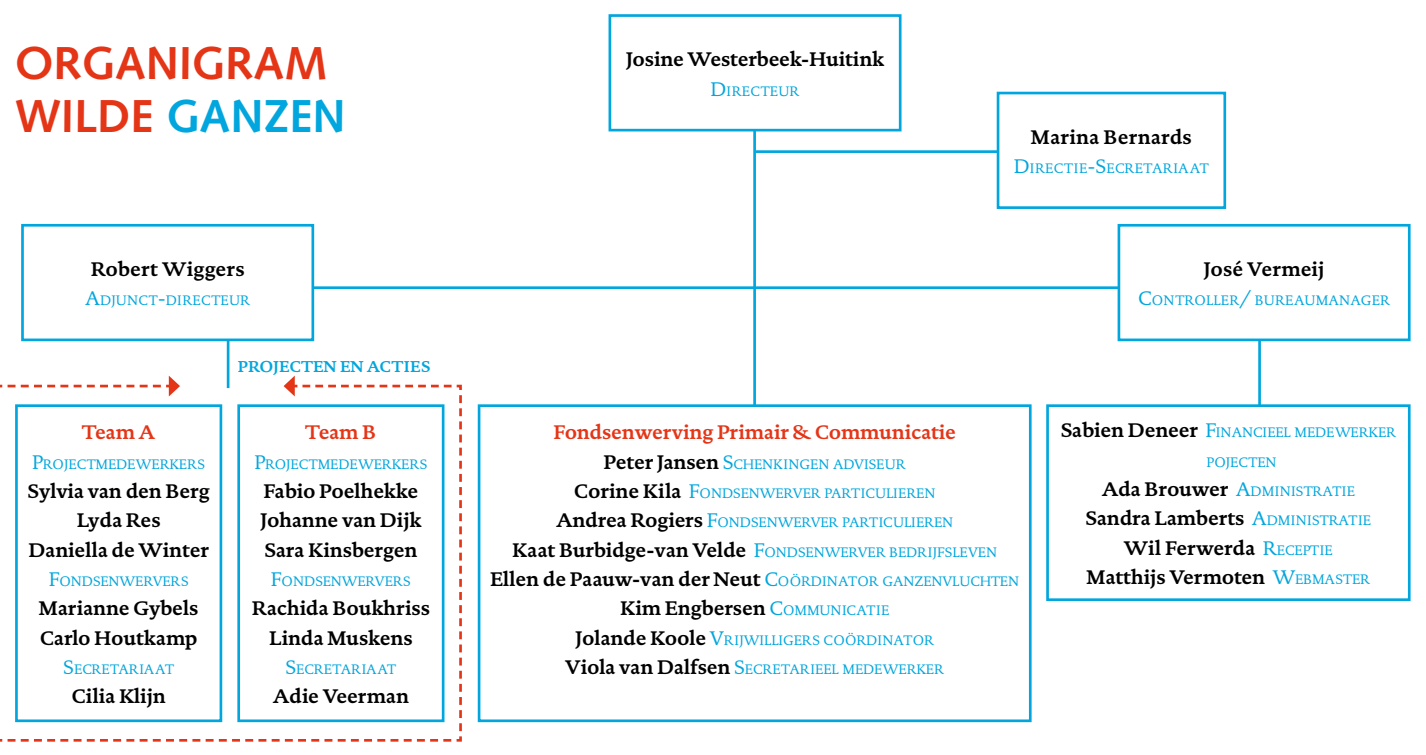 ORGANIGRAM
WILDE GANZEN
Josine Westerbeek-Huitink
Directeur
Marina Bernards
Directie-Secretariaat
Robert Wiggers
Adjunct-directeur
José Vermeij
Controller/ bureaumanager
PROJECTEN EN ACTIES
Team A
Projectmedewerkers
Sylvia van den Berg
Lyda Res
Daniella de Winter
Fondsenwervers
Marianne Gybels
Carlo Houtkamp
Secretariaat
Cilia Klijn
Team B
Projectmedewerkers
Fabio Poelhekke
Johanne van Dijk
Sara Kinsbergen
Fondsenwervers
Rachida Boukhriss
Linda Muskens
Secretariaat
Adie Veerman
Fondsenwerving Primair & Communicatie
Peter Jansen Schenkingen adviseur
Corine Kila Fondsenwerver particulieren
Andrea Rogiers Fondsenwerver particulieren
Kaat Burbidge-van Velde Fondsenwerver bedrijfsleven
Ellen de Paauw-van der Neut Coördinator ganzenvluchten
Kim Engbersen Communicatie
Jolande Koole Vrijwilligers coördinator
Viola van Dalfsen Secretarieel medewerker
Sabien Deneer Financieel medewerker
pojecten
Ada Brouwer Administratie
Sandra Lamberts Administratie
Wil Ferwerda Receptie
Matthijs Vermoten Webmaster